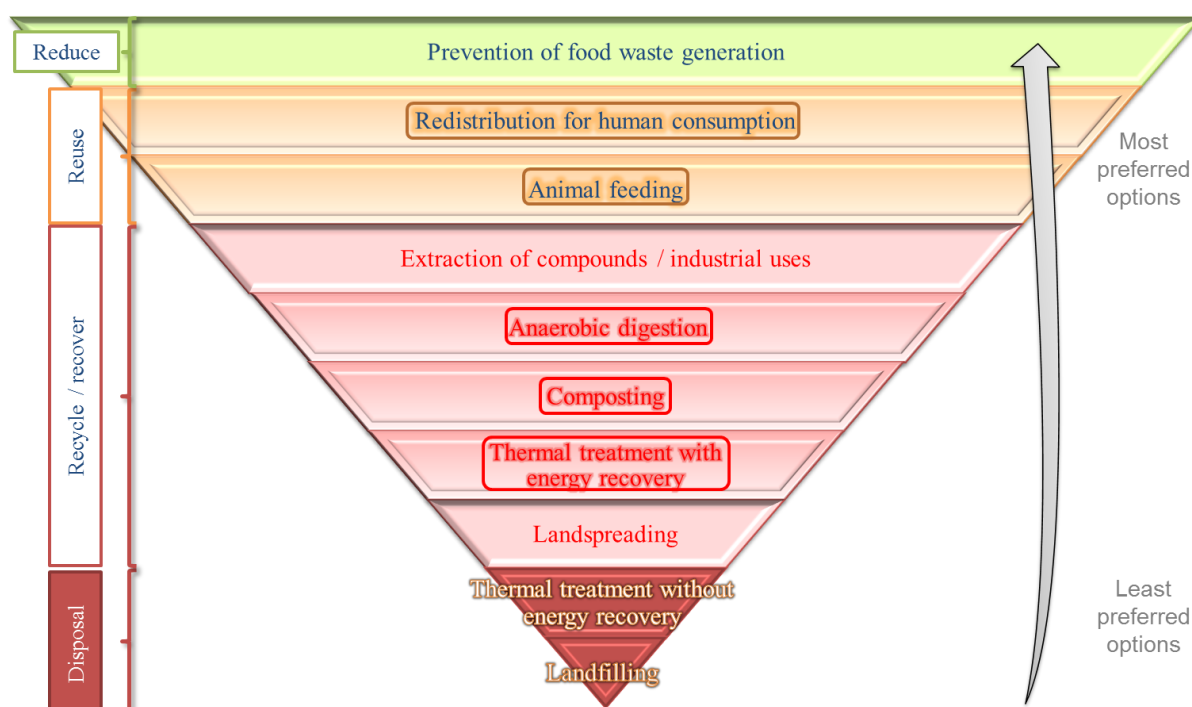 Reduce
Prevention of food waste generation
Reuse
Redistribution for human consumption
Most
preferred
options
Animal feeding
Recycle / recover
Extraction of compounds / industrial uses
Anaerobic digestion
Composting
Thermal treatment with
energy recovery
Landspreading
Disposal
Thermal treatment without
energy recovery
Least
preferred
options
Landfilling